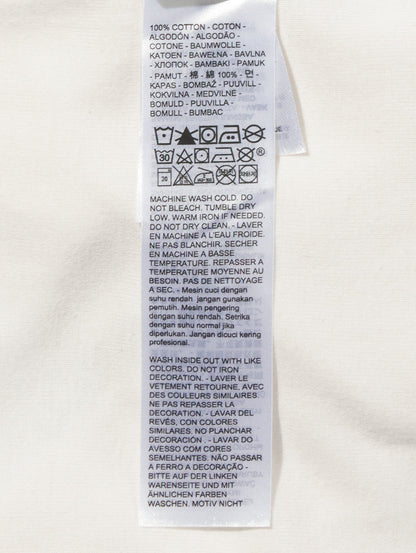 100% COTTON - COTON -
ALGODÓN - ALGODÃO -
COTONE - BAUMWOLLE -
KATOEN - BAWEŁNA - BAVLNA
- ХЛОПОК - BAMBAKI - PAMUK
- PAMUT - 棉 - 綿 100% - 면 -
KAPAS - BOMBAŽ - PUUVILL -
KOKVILNA - MEDVILNE -
BOMULD - PUUVILLA -
BOMULL - BUMBAC
30
®
MACHINE WASH COLD. DO
NOT BLEACH. TUMBLE DRY
LOW. WARM IRON IF NEEDED.
DO NOT DRY CLEAN. - LAVER
EN MACHINE A L'EAU FROIDE.
NE PAS BLANCHIR. SECHER
EN MACHINE A BASSE
TEMPERATURE. REPASSER A
TEMPERATURE MOYENNE AU
BESOIN. PAS DE NETTOYAGE
A SEC. - Mesin cuci dengan
suhu rendah jangan gunakan
pemutih. Mesin pengering
dengan suhu rendah. Setrika
dengan suhu normal jika
diperlukan. Jangan dicuci kering
profesional.
WASH INSIDE OUT WITH LIKE
COLORS. DO NOT IRON
DECORATION. - LAVER LE
VETEMENT RETOURNE, AVEC
DES COULEURS SIMILAIRES.
NE PAS REPASSER LA
DECORATION. - LAVAR DEL
REVÉS, CON COLORES
SIMILARES. NO PLANCHAR
DECORACIÓN . - LAVAR DO
AVESSO COM CORES
SEMELHANTES. NÃO PASSAR
A FERRO A DECORAÇÃO -
BITTE AUF DER LINKEN
WARENSEITE UND MIT
ÄHNLICHEN FARBEN
WASCHEN. MOTIV NICHT